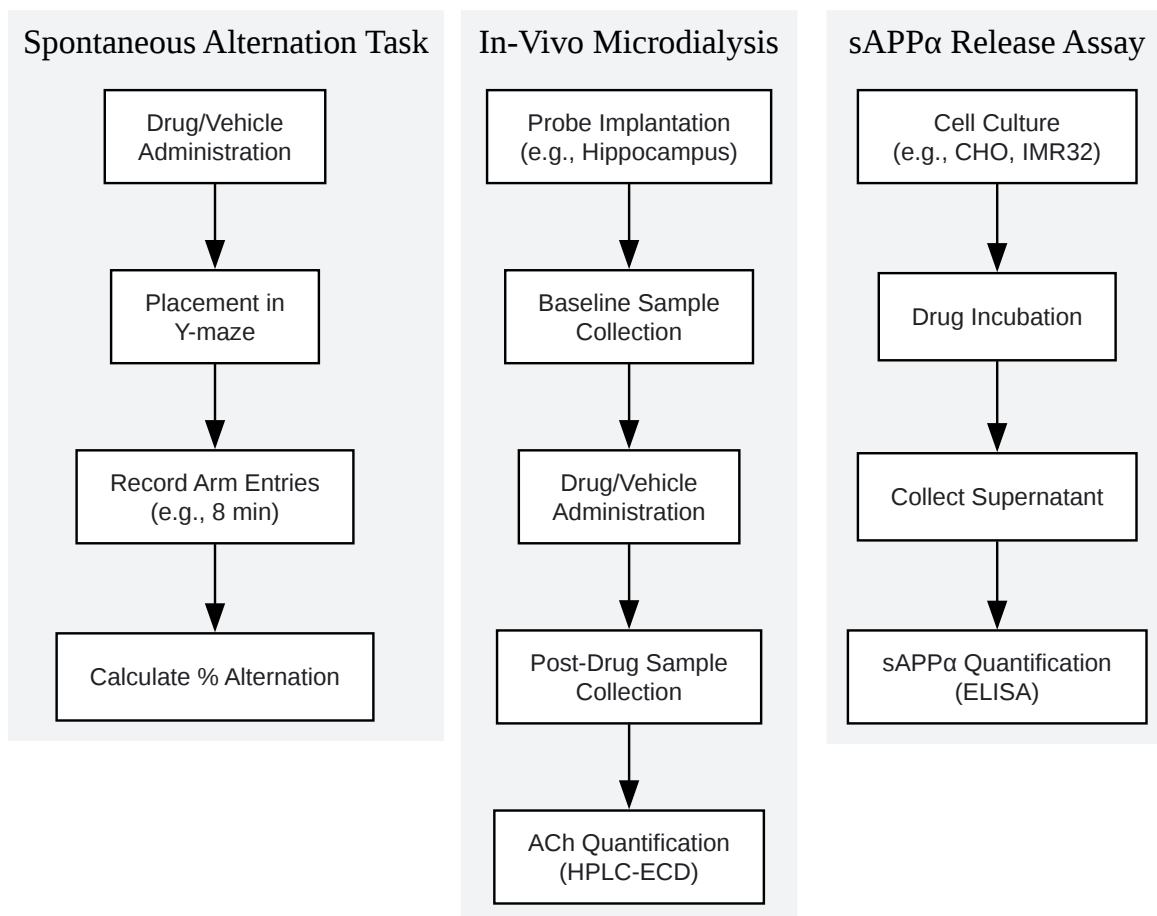 Spontaneous Alternation Task
Drug/Vehicle
Administration
Placement in
Y-maze
Record Arm Entries
(e.g., 8 min)
Calculate % Alternation
In-Vivo Microdialysis
Probe Implantation
(e.g., Hippocampus)
Baseline Sample
Collection
Drug/Vehicle
Administration
Post-Drug Sample
Collection
ACh Quantification
(HPLC-ECD)
sAPPα Release Assay
Cell Culture
(e.g., CHO, IMR32)
Drug Incubation
Collect Supernatant
sAPPα Quantification
(ELISA)